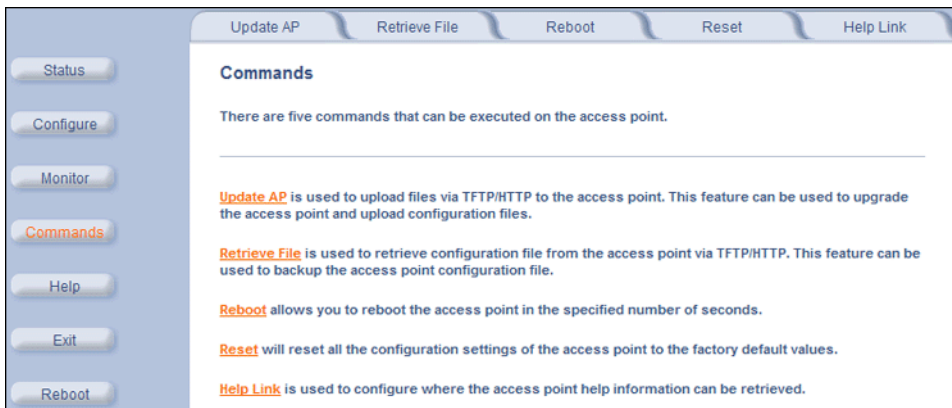 Update AP
Retrieve File
Reboot
Reset
Help Link
Status
Configure
Monitor
Commands
Help
Exit
Reboot
Commands
There are five commands that can be executed on the access point.
Update AP is used to upload files via TFTP/HTTP to the access point. This feature can be used to upgrade
the access point and upload configuration files.
Retrieve File is used to retrieve configuration file from the access point via TFTP/HTTP. This feature can be
used to backup the access point configuration file.
Reboot allows you to reboot the access point in the specified number of seconds.
Reset will reset all the configuration settings of the access point to the factory default values.
Help Link is used to configure where the access point help information can be retrieved.